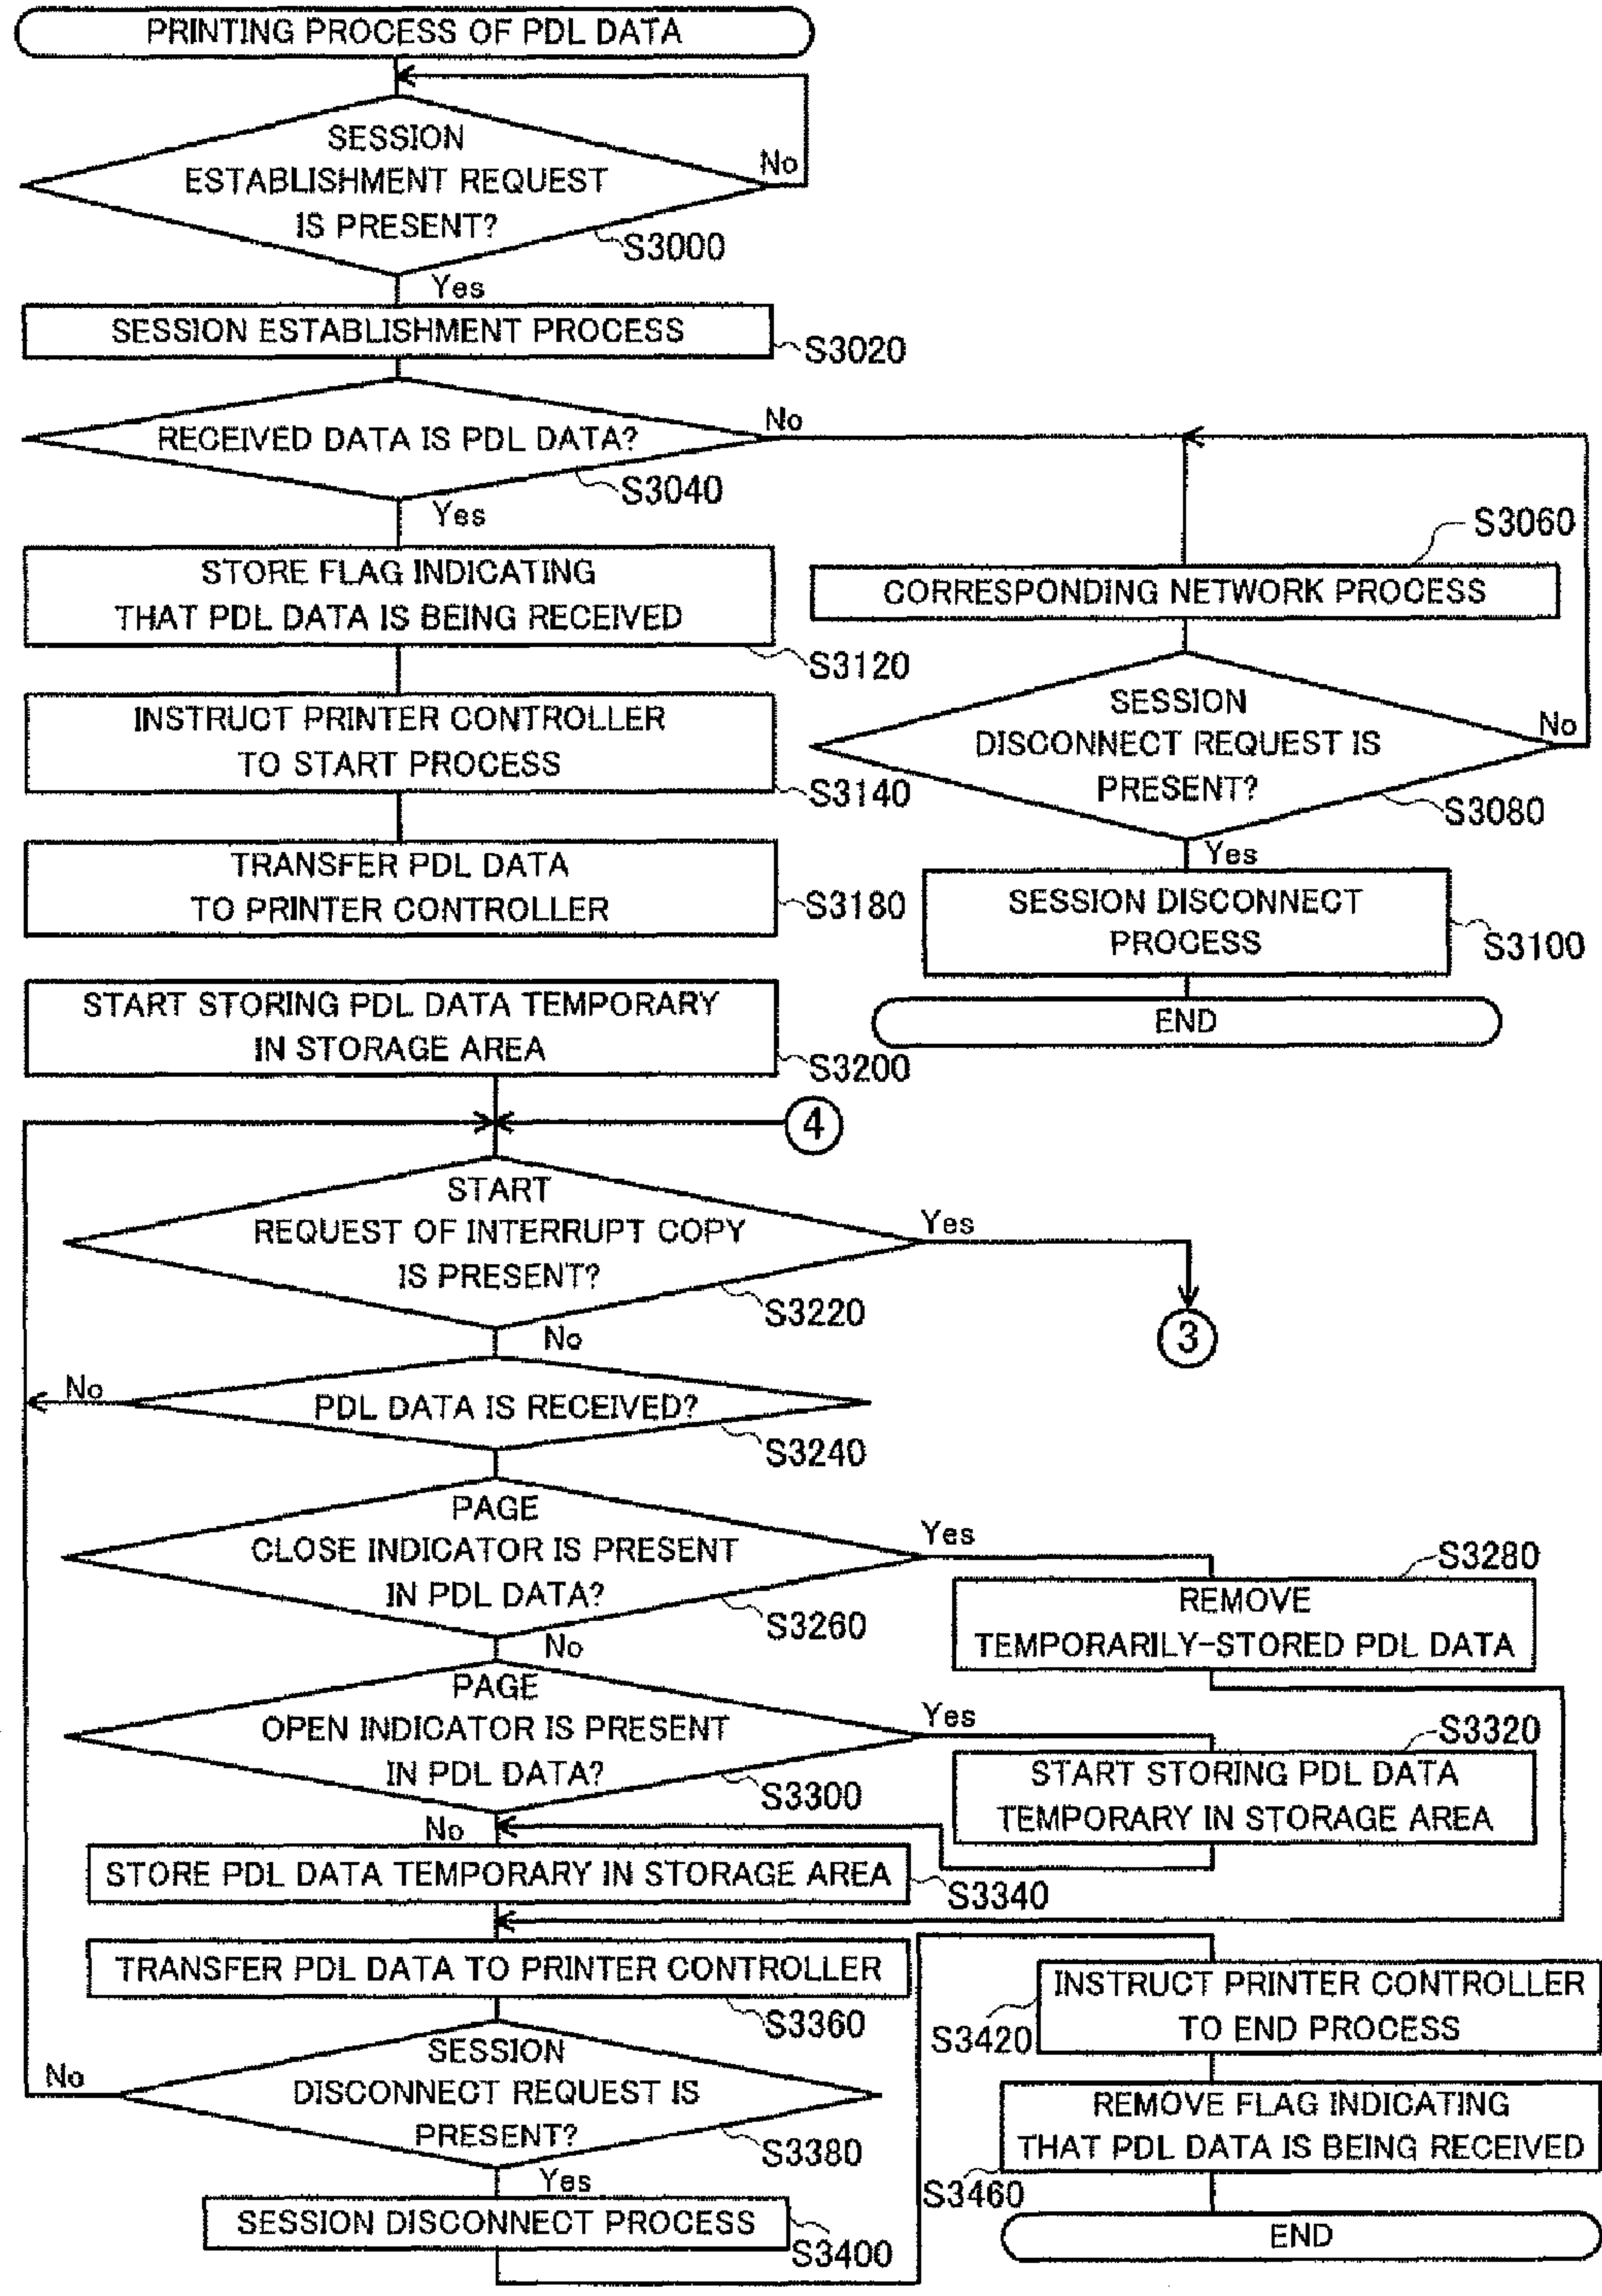 PRINTING PROCESS OF PDL DATA
SESSION
ESTABLISHMENT REQUEST
IS PRESENT?
No
S3000
Yes
SESSION ESTABLISHMENT PROCESS
S3020
RECEIVED DATA IS PDL DATA?
No
S3040
Yes
STORE FLAG INDICATING
THAT PDL DATA IS BEING RECEIVED
S3120
INSTRUCT PRINTER CONTROLLER
TO START PROCESS
S3140
TRANSFER PDL DATA
TO PRINTER CONTROLLER
S3180
S3060
CORRESPONDING NETWORK PROCESS
SESSION
DISCONNECT REQUEST IS
PRESENT?
No
S3080
Yes
SESSION DISCONNECT
PROCESS
S3100
END
START STORING PDL DATA TEMPORARY
IN STORAGE AREA
S3200
4
START
REQUEST OF INTERRUPT COPY
IS PRESENT?
Yes
S3220
3
No
PDL DATA IS RECEIVED?
No
S3240
PAGE
CLOSE INDICATOR IS PRESENT
IN PDL DATA?
Yes
S3260
S3280
REMOVE
TEMPORARILY-STORED PDL DATA
No
PAGE
OPEN INDICATOR IS PRESENT
IN PDL DATA?
Yes
S3300
S3320
START STORING PDL DATA
TEMPORARY IN STORAGE AREA
No
STORE PDL DATA TEMPORARY IN STORAGE AREA
S3340
TRANSFER PDL DATA TO PRINTER CONTROLLER
S3360
SESSION
DISCONNECT REQUEST IS
PRESENT?
No
S3380
Yes
SESSION DISCONNECT PROCESS
S3400
INSTRUCT PRINTER CONTROLLER
TO END PROCESS
S3420
REMOVE FLAG INDICATING
THAT PDL DATA IS BEING RECEIVED
S3460
END